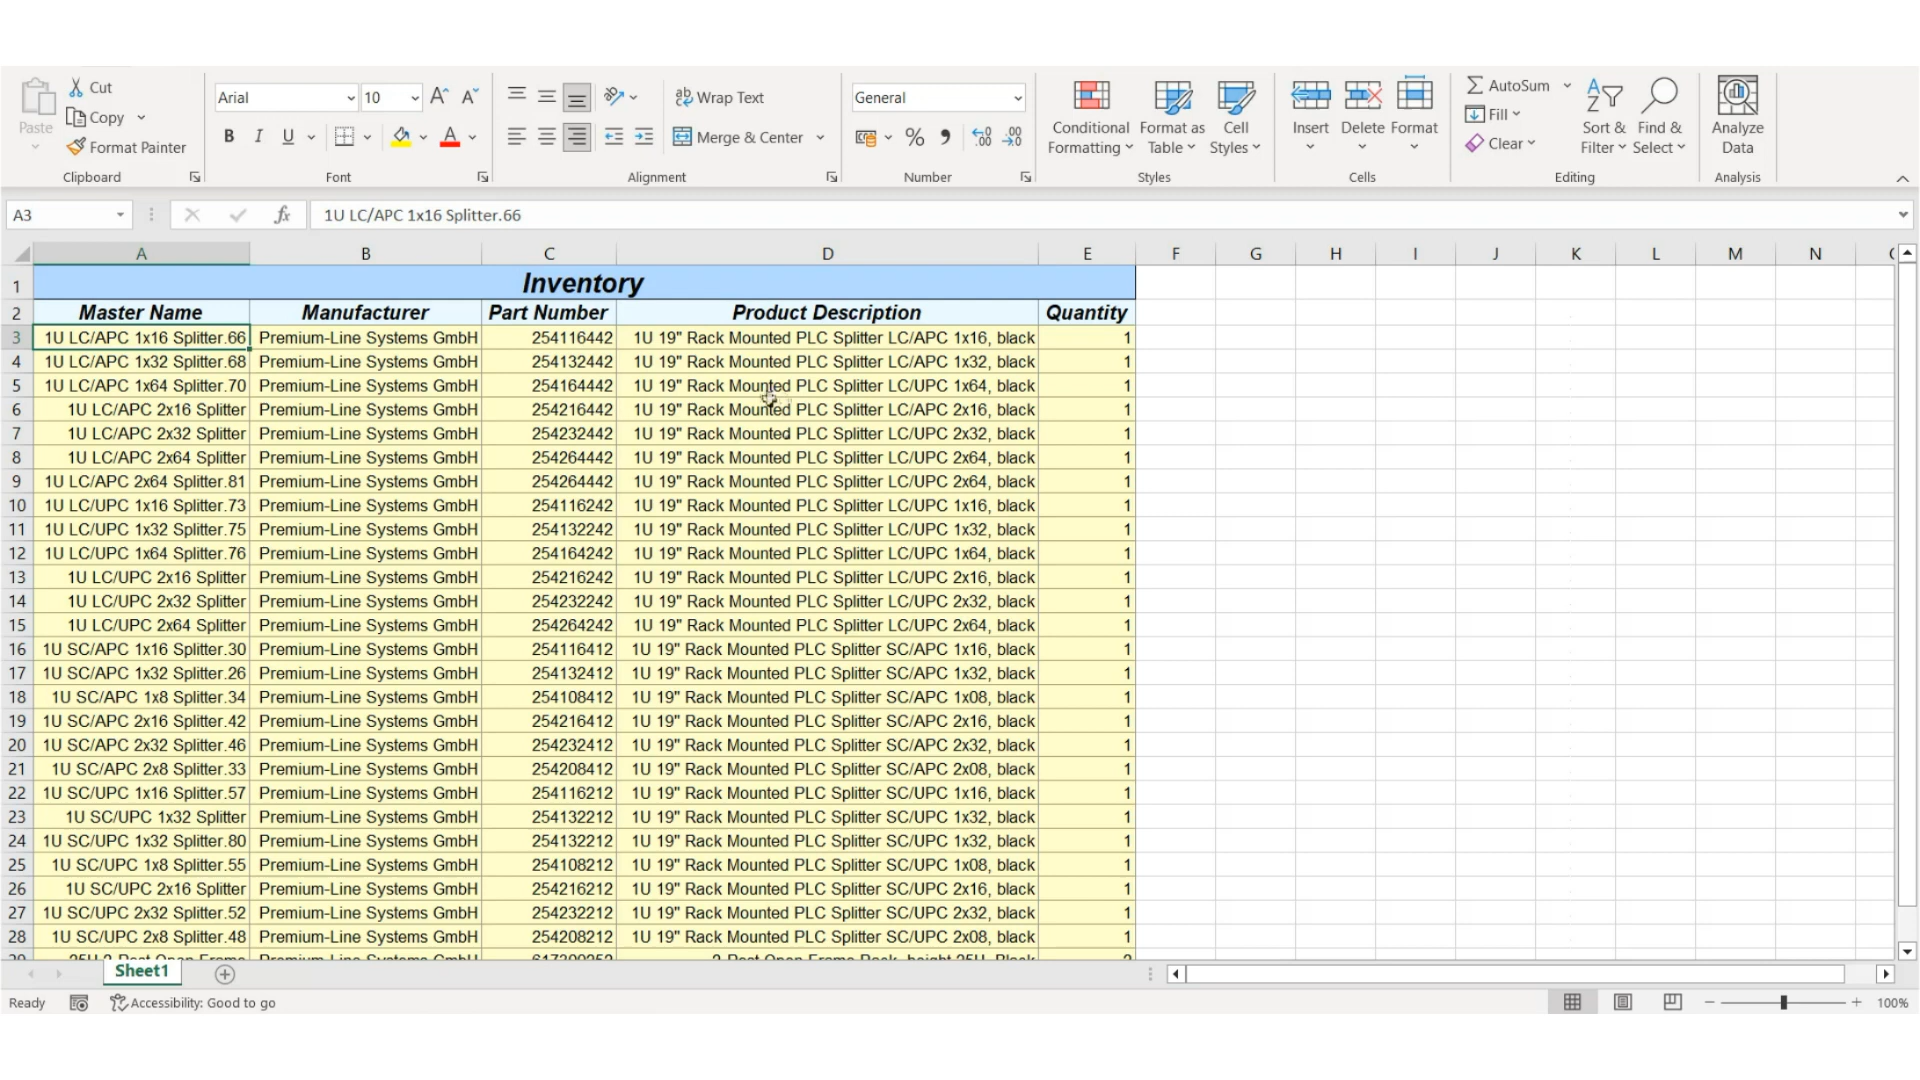 Cut
Copy
Paste
Format Painter
Clipboard
Arial
10
B I U
Font
Wrap Text
Merge & Center
Alignment
General
Number
Conditional Formatting
Format as Table
Cell Styles
Styles
Insert
Delete
Format
Cells
AutoSum
Fill
Clear
Sort & Filter
Find & Select
Editing
Analyze Data
Analysis
A3
fx
1U LC/APC 1x16 Splitter.66
A B C D E F G H I J K L M N
1 Inventory
2 Master Name Manufacturer Part Number Product Description Quantity
3 1U LC/APC 1x16 Splitter.66 Premium-Line Systems GmbH 254116442 1U 19" Rack Mounted PLC Splitter LC/APC 1x16, black 1
4 1U LC/APC 1x32 Splitter.68 Premium-Line Systems GmbH 254132442 1U 19" Rack Mounted PLC Splitter LC/APC 1x32, black 1
5 1U LC/APC 1x64 Splitter.70 Premium-Line Systems GmbH 254164442 1U 19" Rack Mounted PLC Splitter LC/UPC 1x64, black 1
6 1U LC/APC 2x16 Splitter Premium-Line Systems GmbH 254216442 1U 19" Rack Mounted PLC Splitter LC/APC 2x16, black 1
7 1U LC/APC 2x32 Splitter Premium-Line Systems GmbH 254232442 1U 19" Rack Mounted PLC Splitter LC/UPC 2x32, black 1
8 1U LC/APC 2x64 Splitter Premium-Line Systems GmbH 254264442 1U 19" Rack Mounted PLC Splitter LC/UPC 2x64, black 1
9 1U LC/APC 2x64 Splitter.81 Premium-Line Systems GmbH 254264442 1U 19" Rack Mounted PLC Splitter LC/UPC 2x64, black 1
10 1U LC/UPC 1x16 Splitter.73 Premium-Line Systems GmbH 254116242 1U 19" Rack Mounted PLC Splitter LC/UPC 1x16, black 1
11 1U LC/UPC 1x32 Splitter.75 Premium-Line Systems GmbH 254132242 1U 19" Rack Mounted PLC Splitter LC/UPC 1x32, black 1
12 1U LC/UPC 1x64 Splitter.76 Premium-Line Systems GmbH 254164242 1U 19" Rack Mounted PLC Splitter LC/UPC 1x64, black 1
13 1U LC/UPC 2x16 Splitter Premium-Line Systems GmbH 254216242 1U 19" Rack Mounted PLC Splitter LC/UPC 2x16, black 1
14 1U LC/UPC 2x32 Splitter Premium-Line Systems GmbH 254232242 1U 19" Rack Mounted PLC Splitter LC/UPC 2x32, black 1
15 1U LC/UPC 2x64 Splitter Premium-Line Systems GmbH 254264242 1U 19" Rack Mounted PLC Splitter LC/UPC 2x64, black 1
16 1U SC/APC 1x16 Splitter.30 Premium-Line Systems GmbH 254116412 1U 19" Rack Mounted PLC Splitter SC/APC 1x16, black 1
17 1U SC/APC 1x32 Splitter.26 Premium-Line Systems GmbH 254132412 1U 19" Rack Mounted PLC Splitter SC/APC 1x32, black 1
18 1U SC/APC 1x8 Splitter.34 Premium-Line Systems GmbH 254108412 1U 19" Rack Mounted PLC Splitter SC/APC 1x08, black 1
19 1U SC/APC 2x16 Splitter.42 Premium-Line Systems GmbH 254216412 1U 19" Rack Mounted PLC Splitter SC/APC 2x16, black 1
20 1U SC/APC 2x32 Splitter.46 Premium-Line Systems GmbH 254232412 1U 19" Rack Mounted PLC Splitter SC/APC 2x32, black 1
21 1U SC/APC 2x8 Splitter.33 Premium-Line Systems GmbH 254208412 1U 19" Rack Mounted PLC Splitter SC/APC 2x08, black 1
22 1U SC/UPC 1x16 Splitter.57 Premium-Line Systems GmbH 254116212 1U 19" Rack Mounted PLC Splitter SC/UPC 1x16, black 1
23 1U SC/UPC 1x32 Splitter Premium-Line Systems GmbH 254132212 1U 19" Rack Mounted PLC Splitter SC/UPC 1x32, black 1
24 1U SC/UPC 1x32 Splitter.80 Premium-Line Systems GmbH 254132212 1U 19" Rack Mounted PLC Splitter SC/UPC 1x32, black 1
25 1U SC/UPC 1x8 Splitter.55 Premium-Line Systems GmbH 254108212 1U 19" Rack Mounted PLC Splitter SC/UPC 1x08, black 1
26 1U SC/UPC 2x16 Splitter Premium-Line Systems GmbH 254216212 1U 19" Rack Mounted PLC Splitter SC/UPC 2x16, black 1
27 1U SC/UPC 2x32 Splitter.52 Premium-Line Systems GmbH 254232212 1U 19" Rack Mounted PLC Splitter SC/UPC 2x32, black 1
28 1U SC/UPC 2x8 Splitter.48 Premium-Line Systems GmbH 254208212 1U 19" Rack Mounted PLC Splitter SC/UPC 2x08, black 1
Sheet1
Ready
Accessibility: Good to go
100%